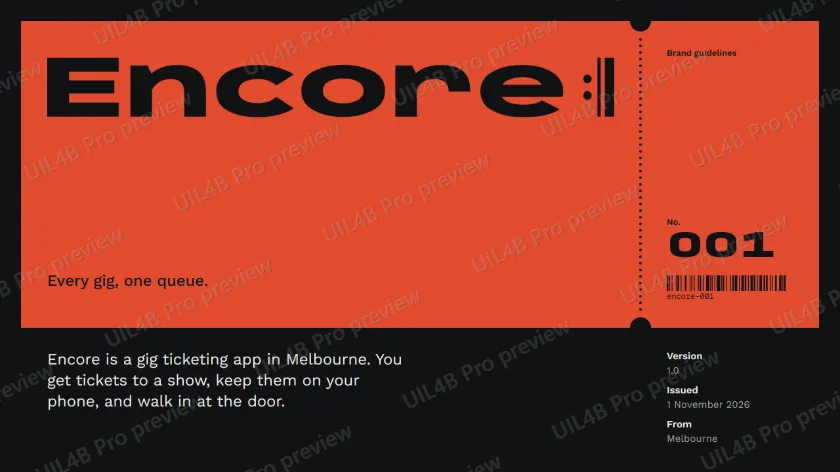 Encore
Brand guidelines
No.
001
encore-001
Every gig, one queue.
Encore is a gig ticketing app in Melbourne. You
get tickets to a show, keep them on your
phone, and walk in at the door.
Version
1.0
Issued
1 November 2026
From
Melbourne
UIL4B Pro preview